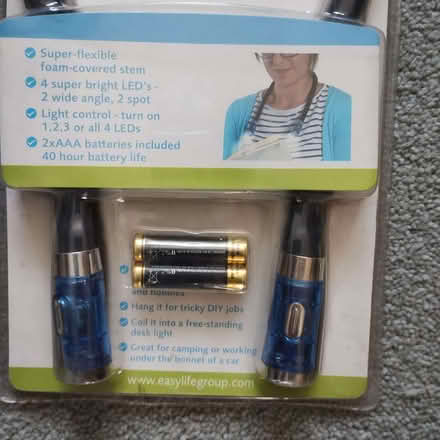 Super-flexible
foam-covered stem
4 super bright LED's -
2 wide angle, 2 spot
Light control - turn on
1,2,3 or all 4 LEDs
2xAAA batteries included
40 hour battery life
and hobbies
Hang it for tricky DIY jobs
Coil it into a free-standing
desk light
Great for camping or working
under the bonnet of a car
www.easylifegroup.com